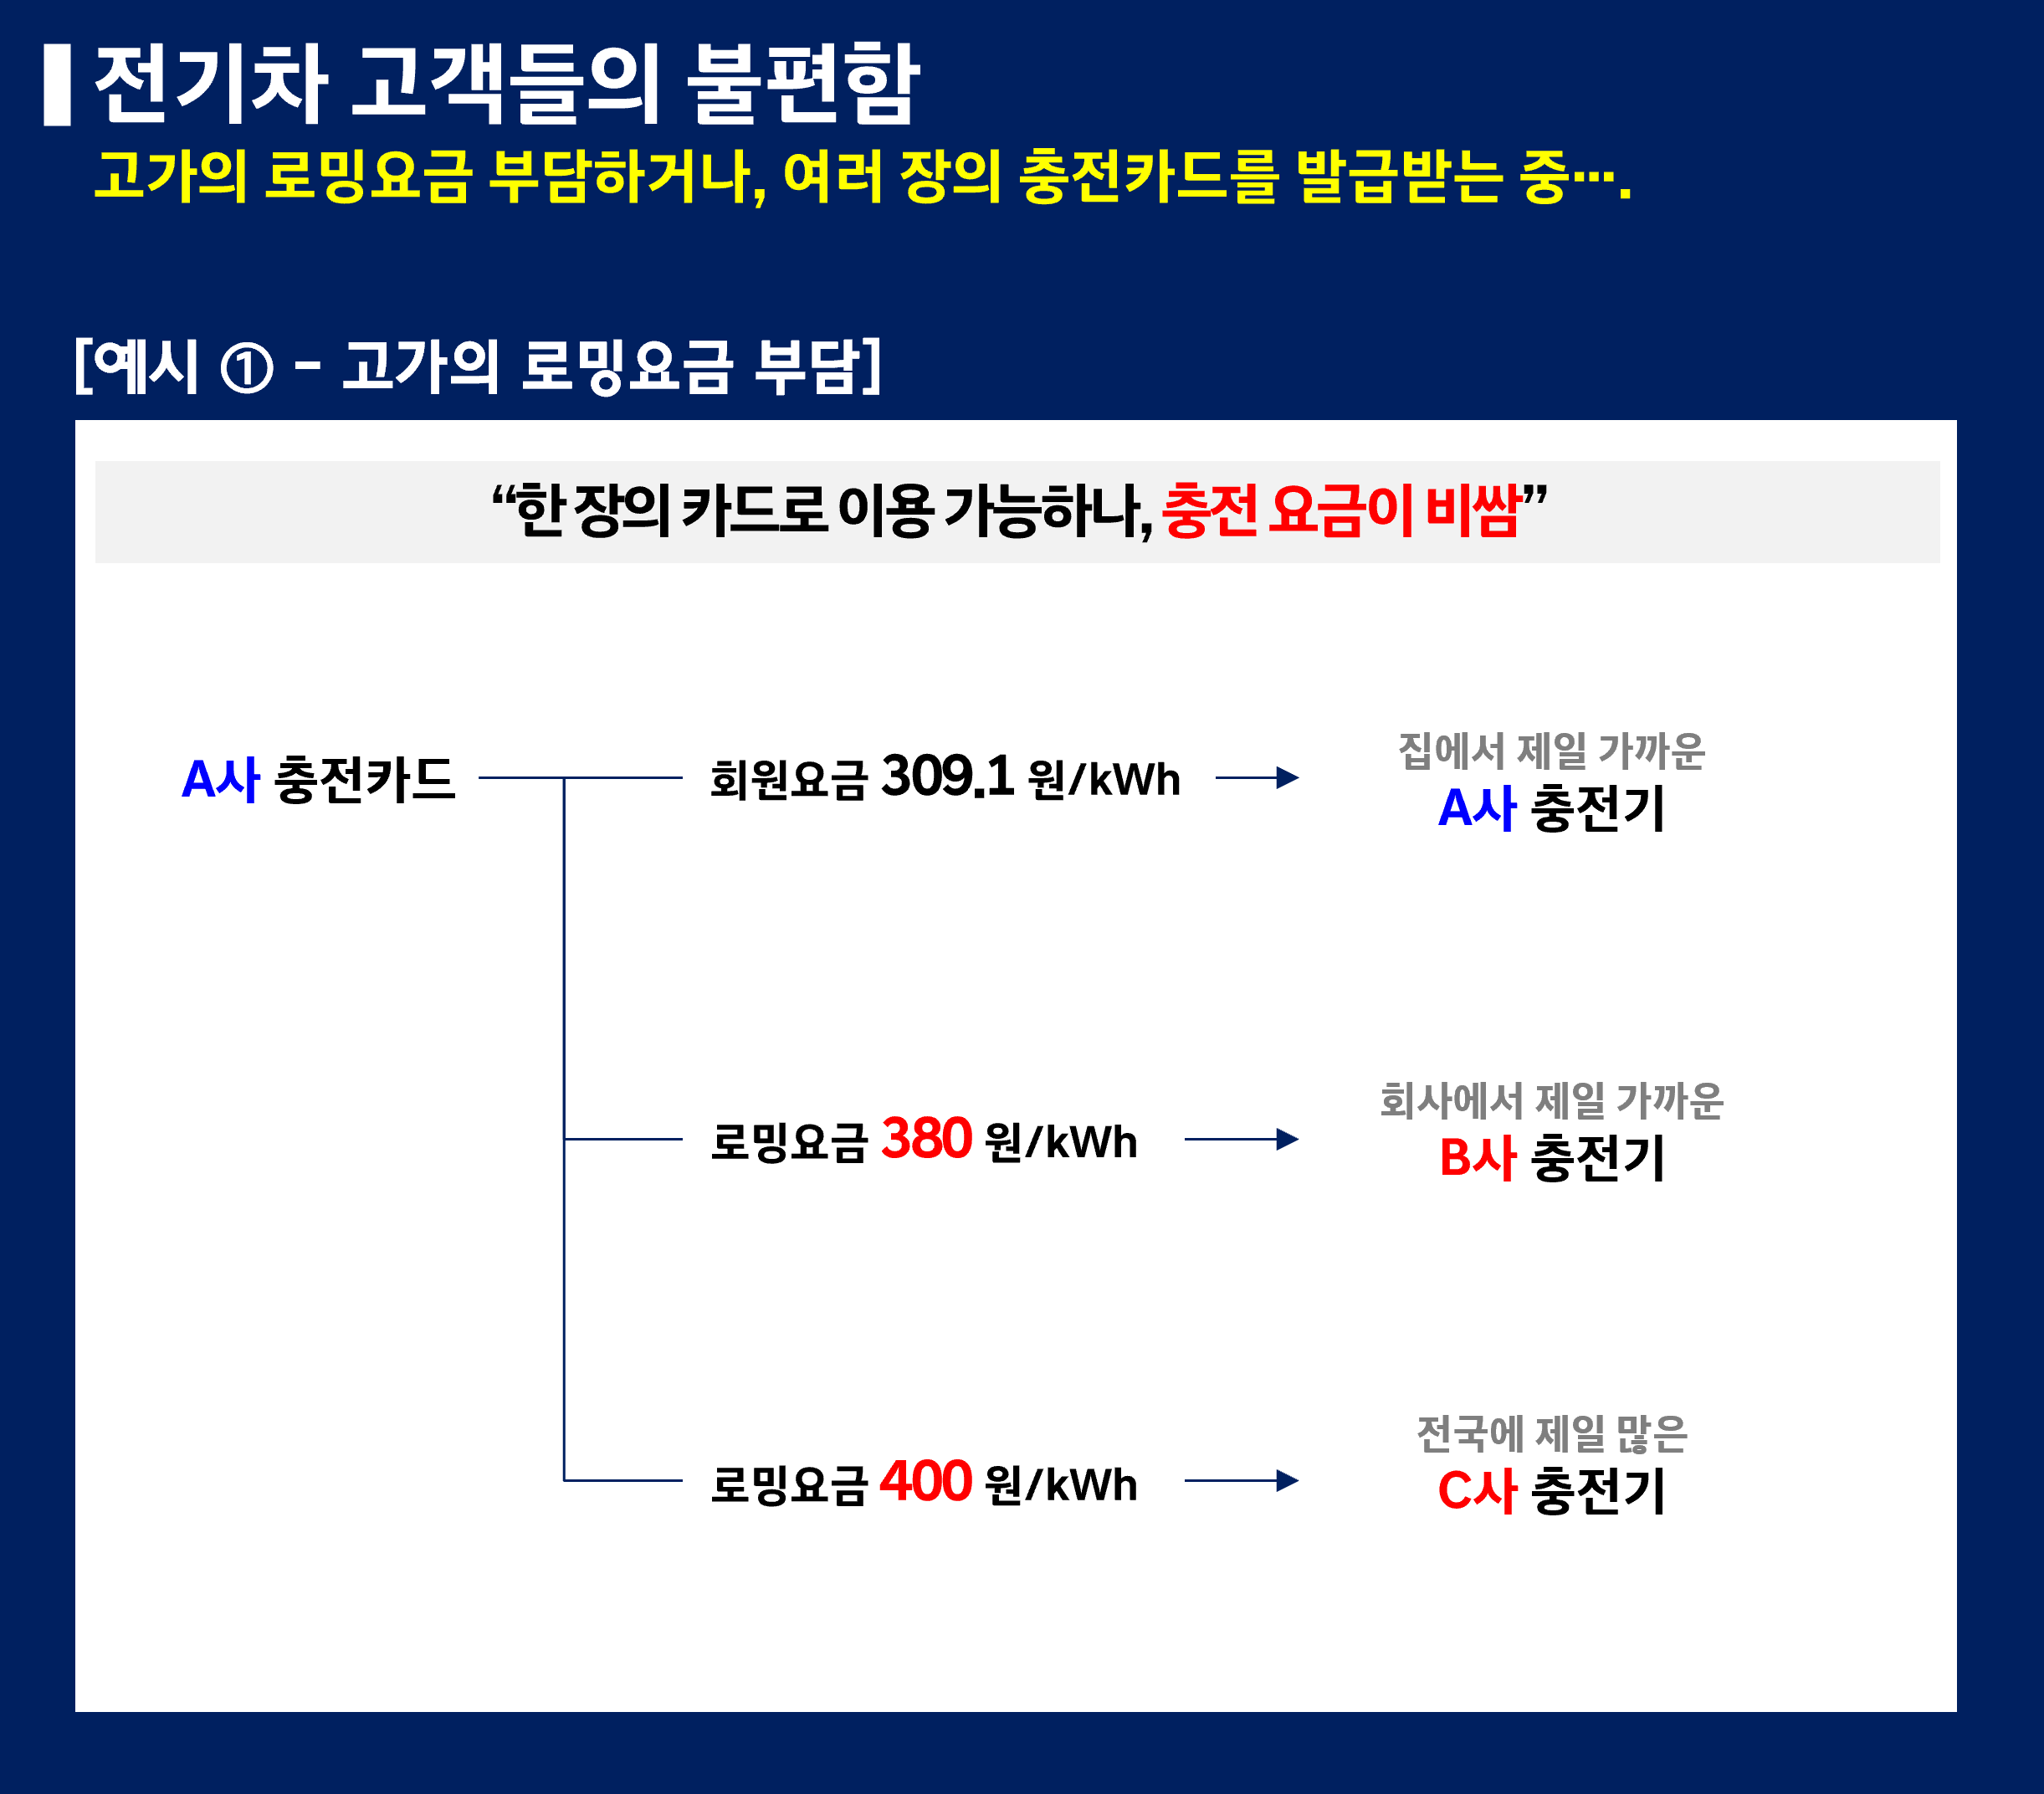 전기차 고객들의 불편함
고가의 로밍요금 부담하거나, 여러 장의 충전카드를 발급받는 중….
[예시 ① - 고가의 로밍요금 부담]
“한 장의 카드로 이용 가능하나, 충전 요금이 비쌈”
A사 충전카드
회원요금 309.1 원/kWh
집에서 제일 가까운
A사 충전기
로밍요금 380 원/kWh
회사에서 제일 가까운
B사 충전기
로밍요금 400 원/kWh
전국에 제일 많은
C사 충전기